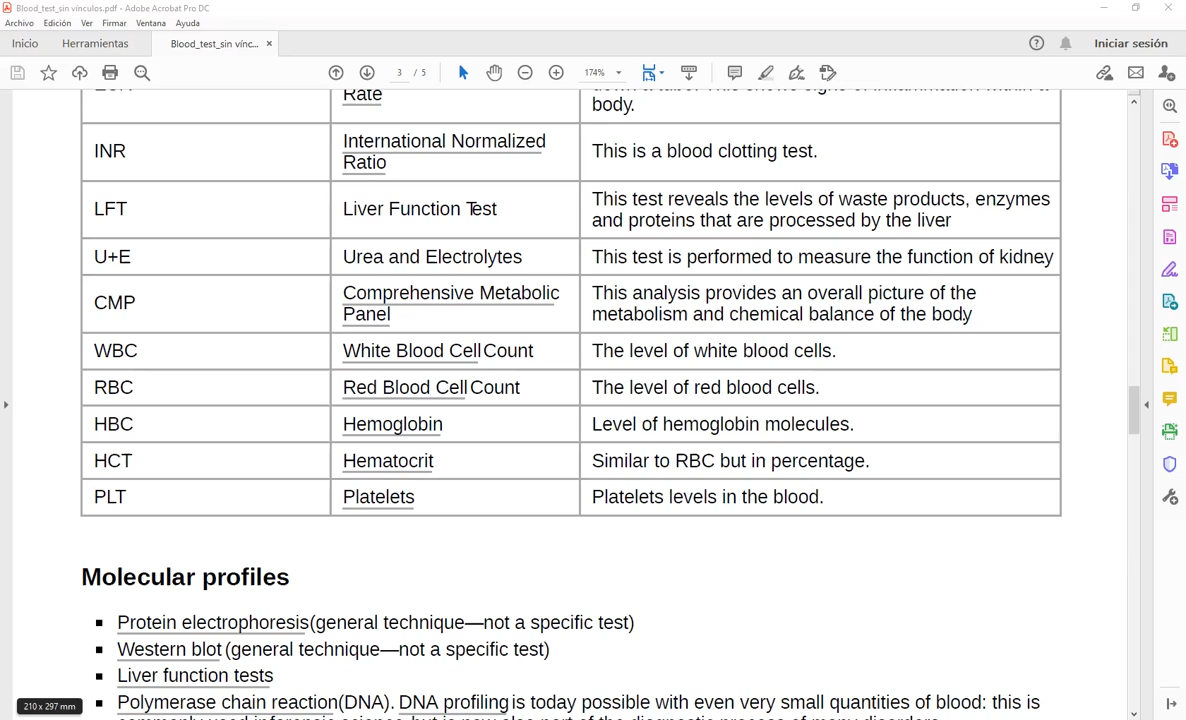 Blood_test_sin vínculos.pdf - Adobe Acrobat Pro DC
Archivo Edición Ver Firmar Ventana Ayuda
Inicio Herramientas Blood_test_sin vínc... × Iniciar sesión
3 / 5 174%
Rate
body.
INR International Normalized Ratio This is a blood clotting test.
LFT Liver Function Test This test reveals the levels of waste products, enzymes and proteins that are processed by the liver
U+E Urea and Electrolytes This test is performed to measure the function of kidney
CMP Comprehensive Metabolic Panel This analysis provides an overall picture of the metabolism and chemical balance of the body
WBC White Blood Cell Count The level of white blood cells.
RBC Red Blood Cell Count The level of red blood cells.
HBC Hemoglobin Level of hemoglobin molecules.
HCT Hematocrit Similar to RBC but in percentage.
PLT Platelets Platelets levels in the blood.
Molecular profiles
▪ Protein electrophoresis(general technique—not a specific test)
▪ Western blot (general technique—not a specific test)
▪ Liver function tests
▪ Polymerase chain reaction(DNA). DNA profiling is today possible with even very small quantities of blood: this is
210 x 297 mm